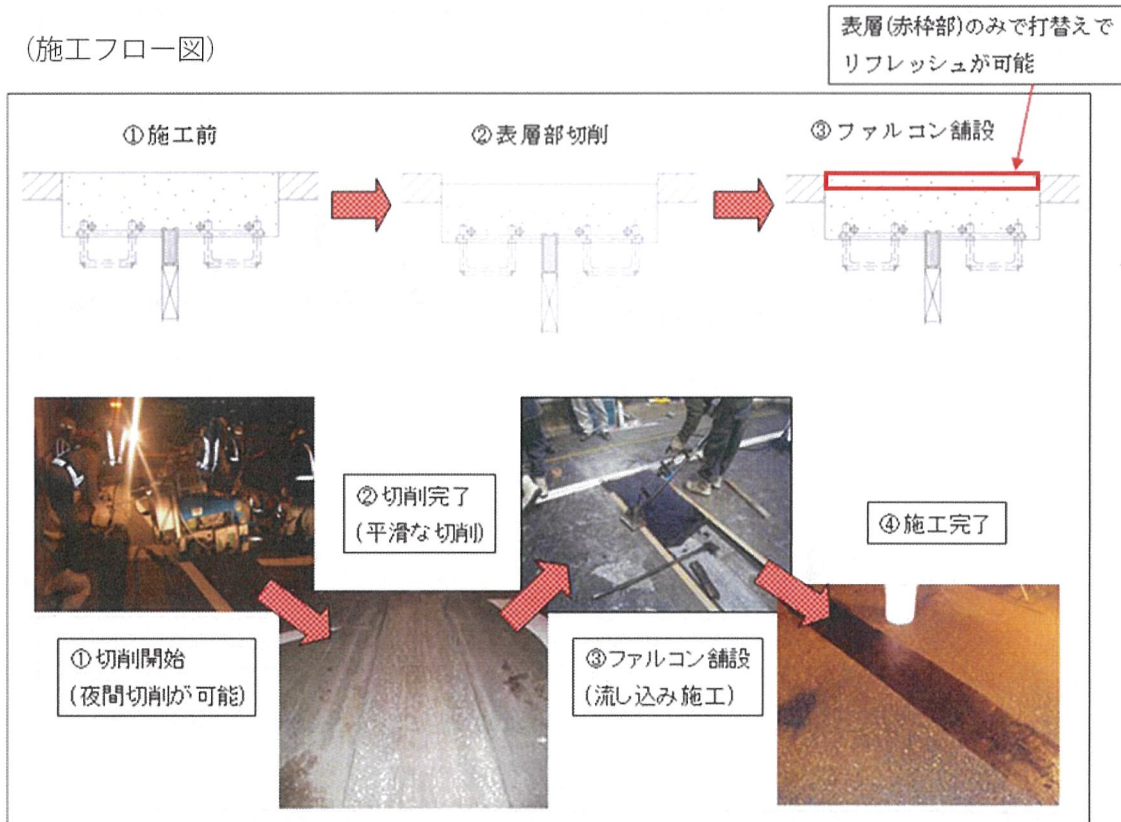 (施工フロー図)
表層(赤枠部)のみで打替えで
リフレッシュが可能
①施工前
②表層部切削
③ファルコン舗設
②切削完了
(平滑な切削)
④施工完了
①切削開始
(夜間切削が可能)
③ファルコン舗設
(流し込み施工)